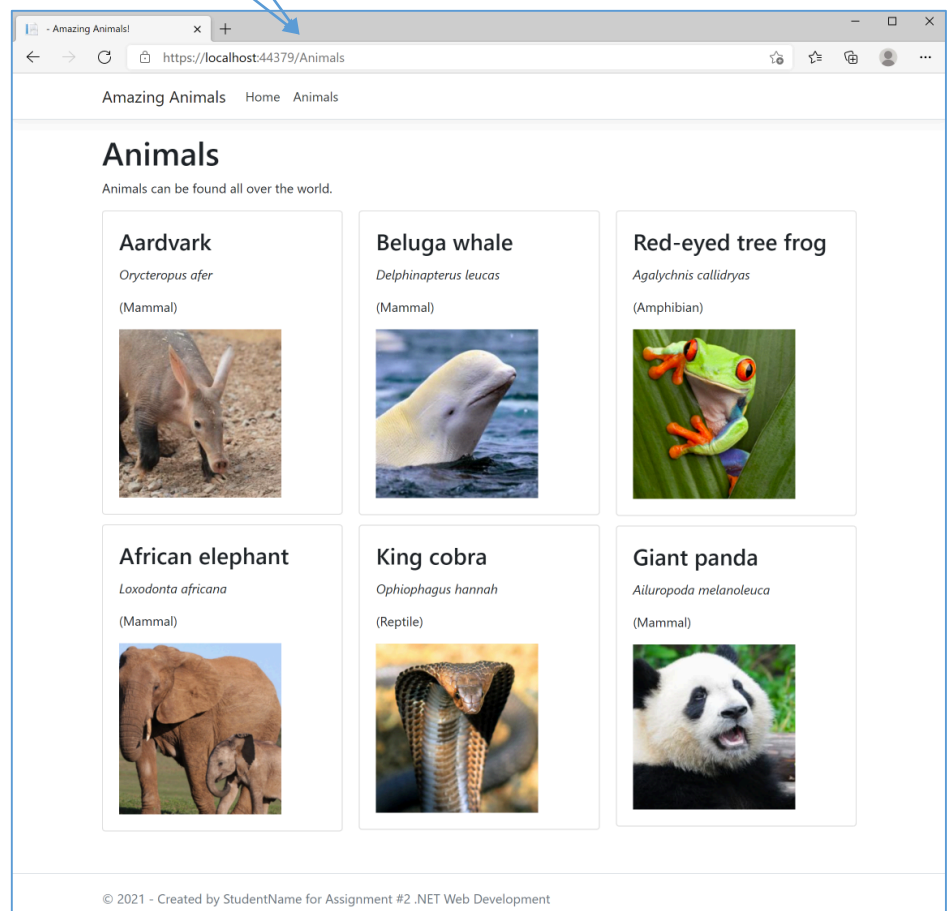 - Amazing Animals!
https://localhost:44379/Animals
Amazing Animals Home Animals
Animals
Animals can be found all over the world.
Aardvark
Orycteropus afer
(Mammal)
Beluga whale
Delphinapterus leucas
(Mammal)
Red-eyed tree frog
Agalychnis callidryas
(Amphibian)
African elephant
Loxodonta africana
(Mammal)
King cobra
Ophiophagus hannah
(Reptile)
Giant panda
Ailuropoda melanoleuca
(Mammal)
© 2021 - Created by StudentName for Assignment #2 .NET Web Development